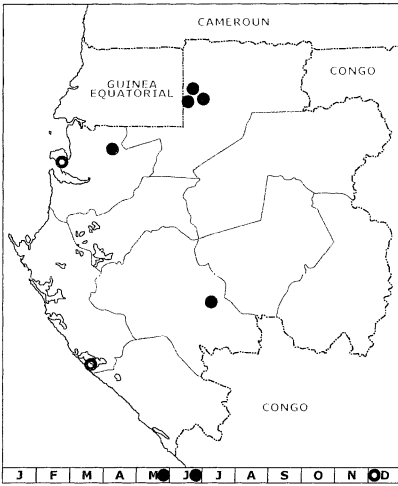 CAMEROUN
GUINEA
EQUATORIAL
CONGO
CONGO
J F M A M J J A S O N D